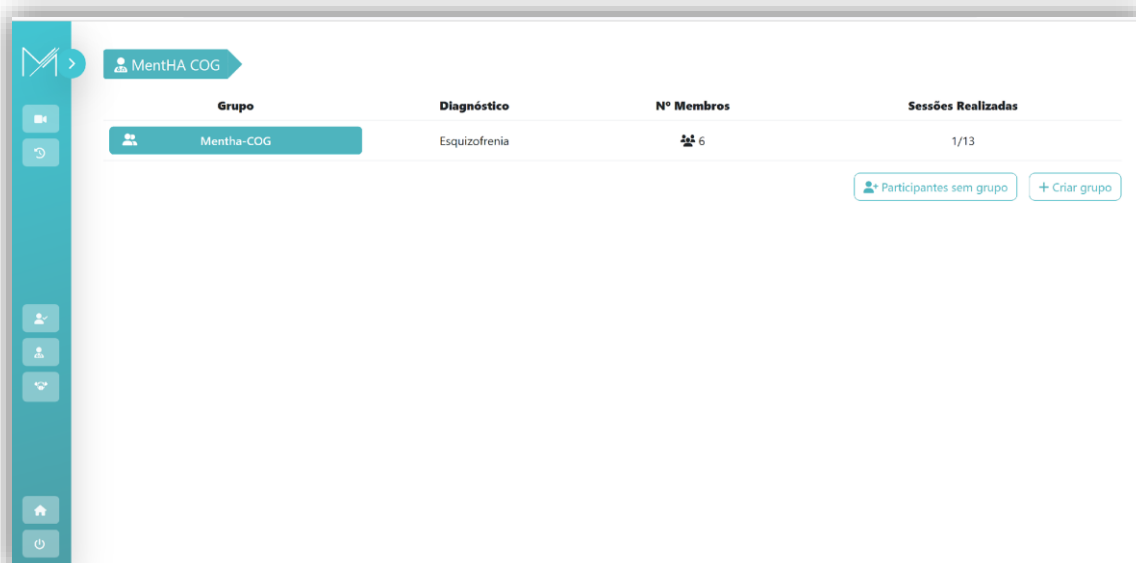 MentHA COG
Grupo Diagnóstico Nº Membros Sessões Realizadas
Mentha-COG Esquizofrenia 6 1/13
Participantes sem grupo + Criar grupo